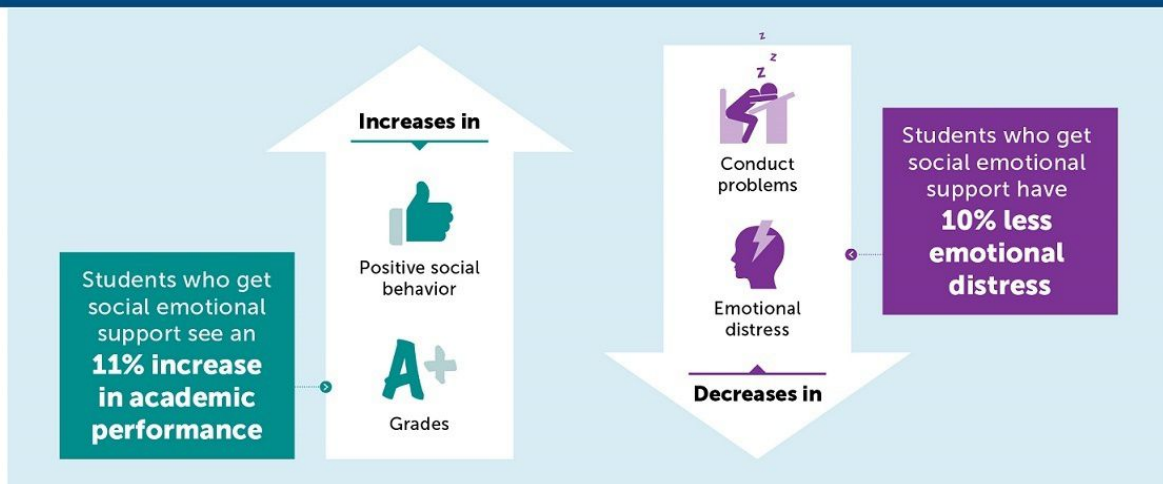 Increases in
Positive social
behavior
A+
Grades
Students who get
social emotional
support see an
11% increase
in academic
performance
z
z
z
Conduct
problems
Emotional
distress
Decreases in
Students who get
social emotional
support have
10% less
emotional
distress